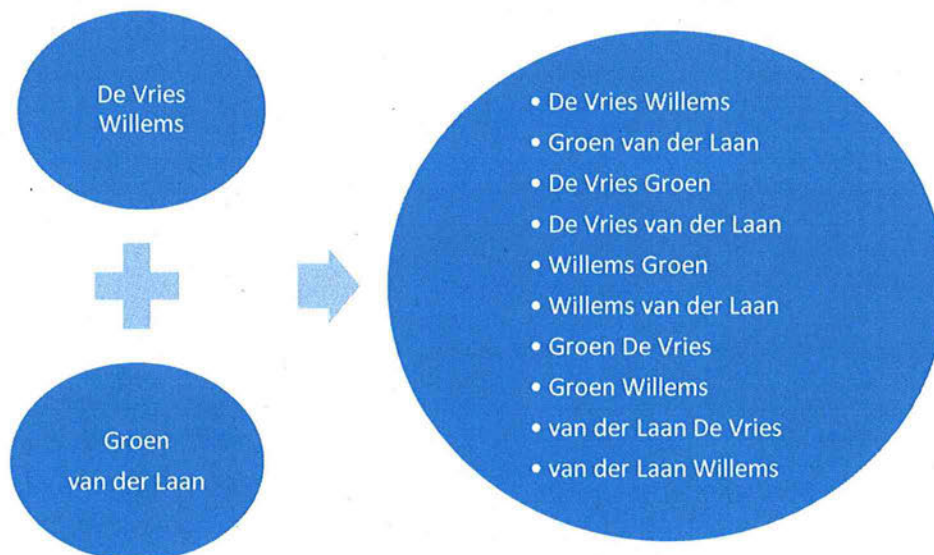 De Vries
Willems
Groen
van der Laan
• De Vries Willems
• Groen van der Laan
• De Vries Groen
• De Vries van der Laan
• Willems Groen
• Willems van der Laan
• Groen De Vries
• Groen Willems
• van der Laan De Vries
• van der Laan Willems